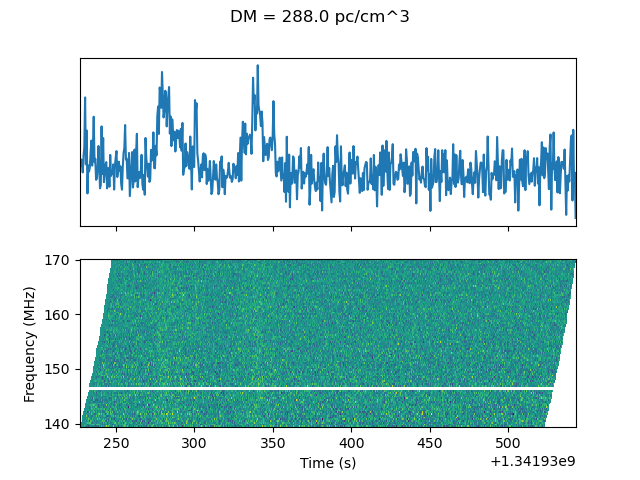 DM = 288.0 pc/cm^3
170
160
150
140
Frequency (MHz)
250 300 350 400 450 500
Time (s)
+1.34193e9